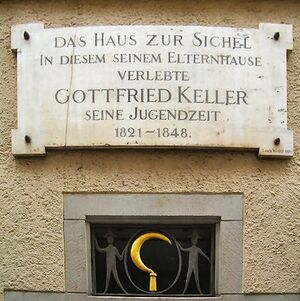 DAS HAUS ZUR SICHEL
IN DIESEM SEINEM ELTERNHAUSE
VERLEBTE
GOTTFRIED KELLER
SEINE JUGENDZEIT
1821–1848.